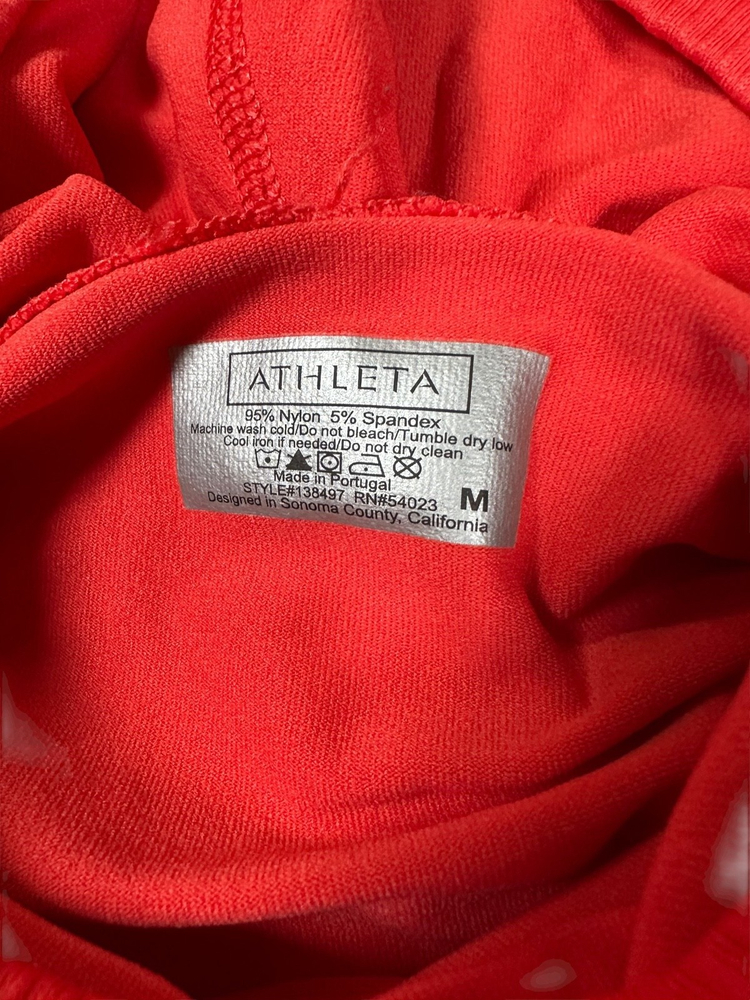 ATHLETA
95% Nylon 5% Spandex
Machine wash cold/Do not bleach/Tumble dry low
Cool iron if needed/Do not dry clean
Made in Portugal
STYLE#138497 RN#54023 M
Designed in Sonoma County, California